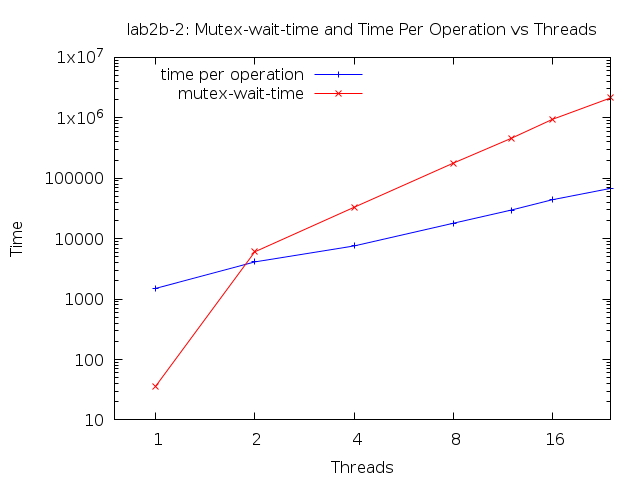 lab2b-2: Mutex-wait-time and Time Per Operation vs Threads
1x10^7
time per operation
mutex-wait-time
1x10^6
100000
10000
Time
1000
100
10
1 2 4 8 16
Threads